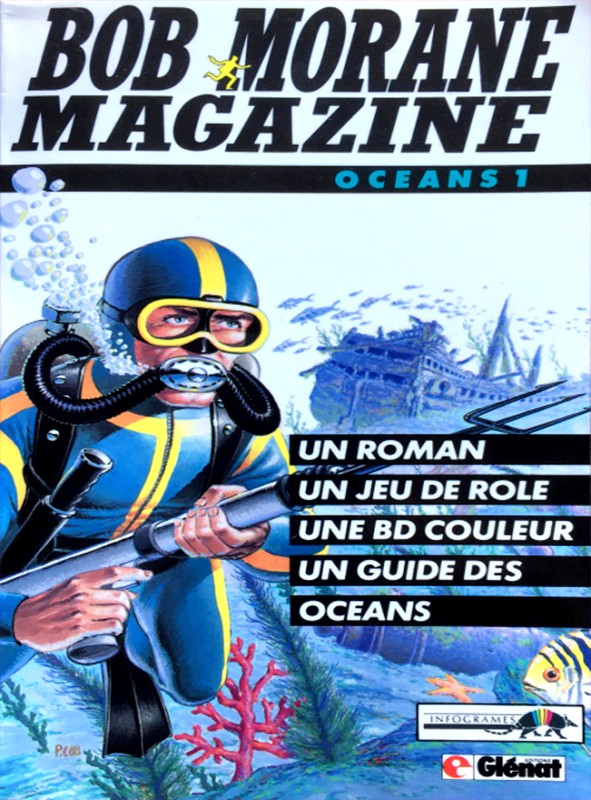 BOB MORANE
MAGAZINE
OCEANS 1
UN ROMAN
UN JEU DE ROLE
UNE BD COULEUR
UN GUIDE DES
OCEANS
INFOGRAMES
e EDITIONS
Glénat